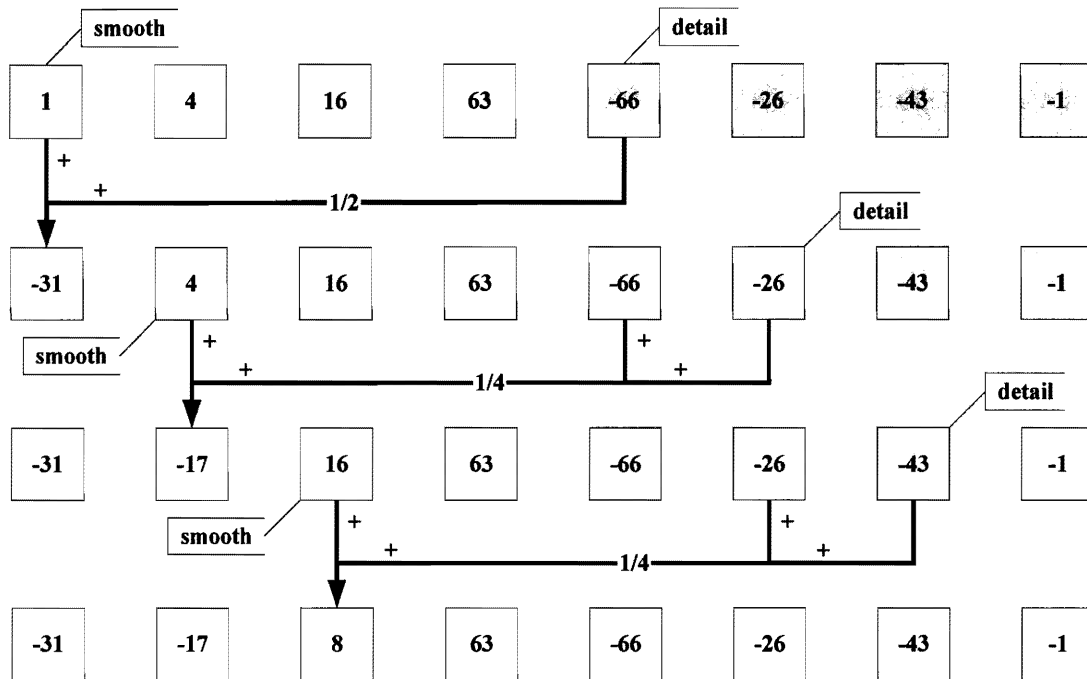 smooth
detail
1 4 16 63 -66 -26 -43 -1
+
+ 1/2
detail
-31 4 16 63 -66 -26 -43 -1
smooth
+ +
+ 1/4 +
detail
-31 -17 16 63 -66 -26 -43 -1
smooth
+ +
+ 1/4 +
-31 -17 8 63 -66 -26 -43 -1